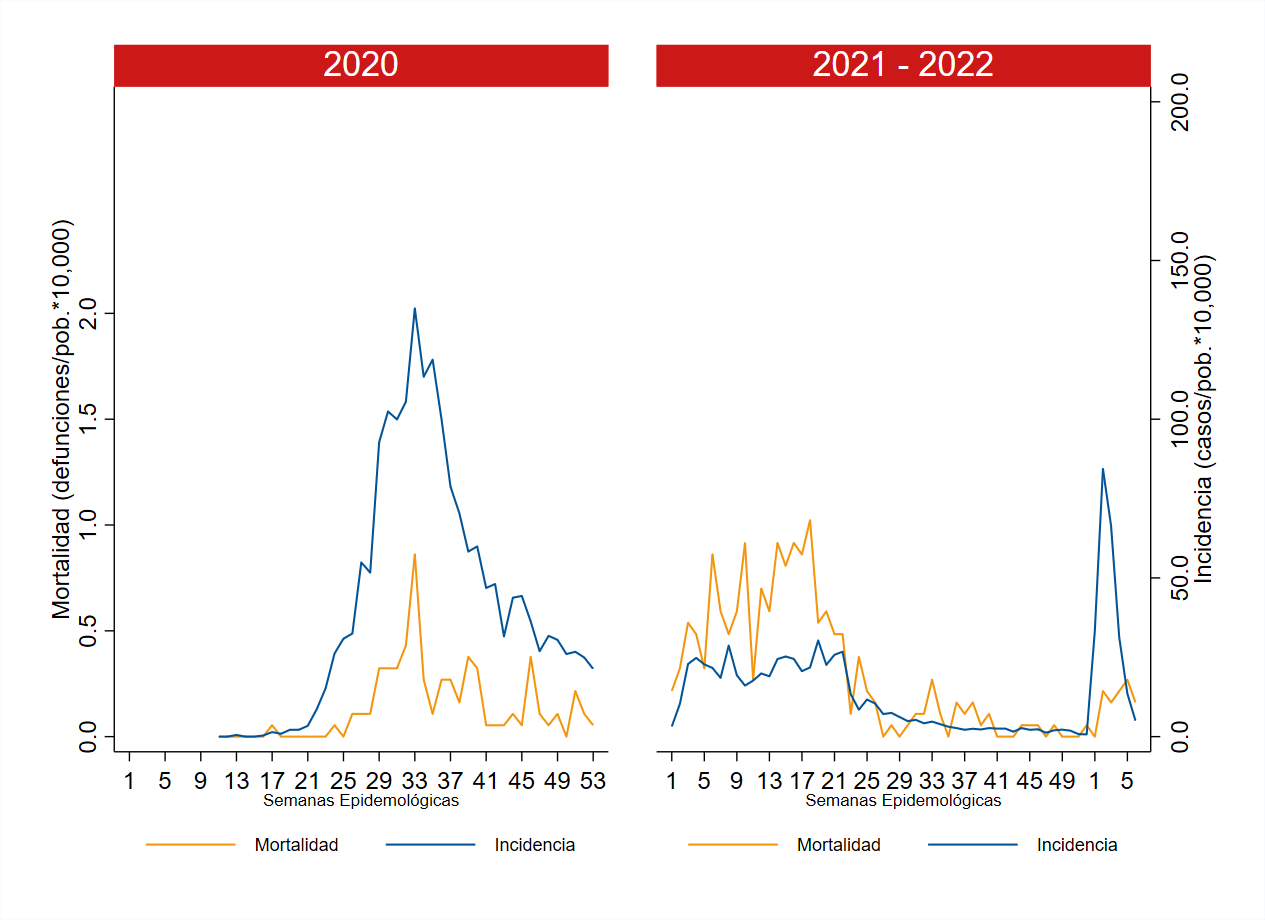 2020
2021 - 2022
Mortalidad (defunciones/pob.*10,000)
0.0 0.5 1.0 1.5 2.0
1 5 9 13 17 21 25 29 33 37 41 45 49 53
Semanas Epidemológicas
Mortalidad Incidencia
1 5 9 13 17 21 25 29 33 37 41 45 49 1 5
Semanas Epidemológicas
Mortalidad Incidencia
0.0 50.0 100.0 150.0 200.0
Incidencia (casos/pob.*10,000)